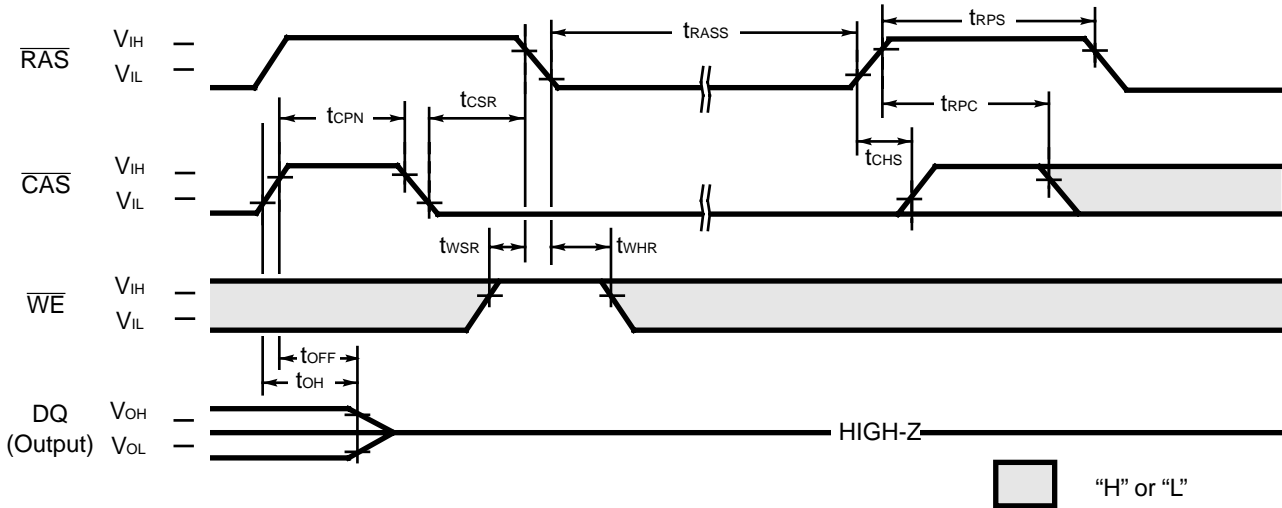 RAS
VIH
VIL
tRASS
tRPS
tCPN
tCSR
tRPC
tCHS
CAS
VIH
VIL
tWSR
tWHR
WE
VIH
VIL
tOFF
tOH
DQ
(Output)
VOH
VOL
HIGH-Z
“H” or “L”